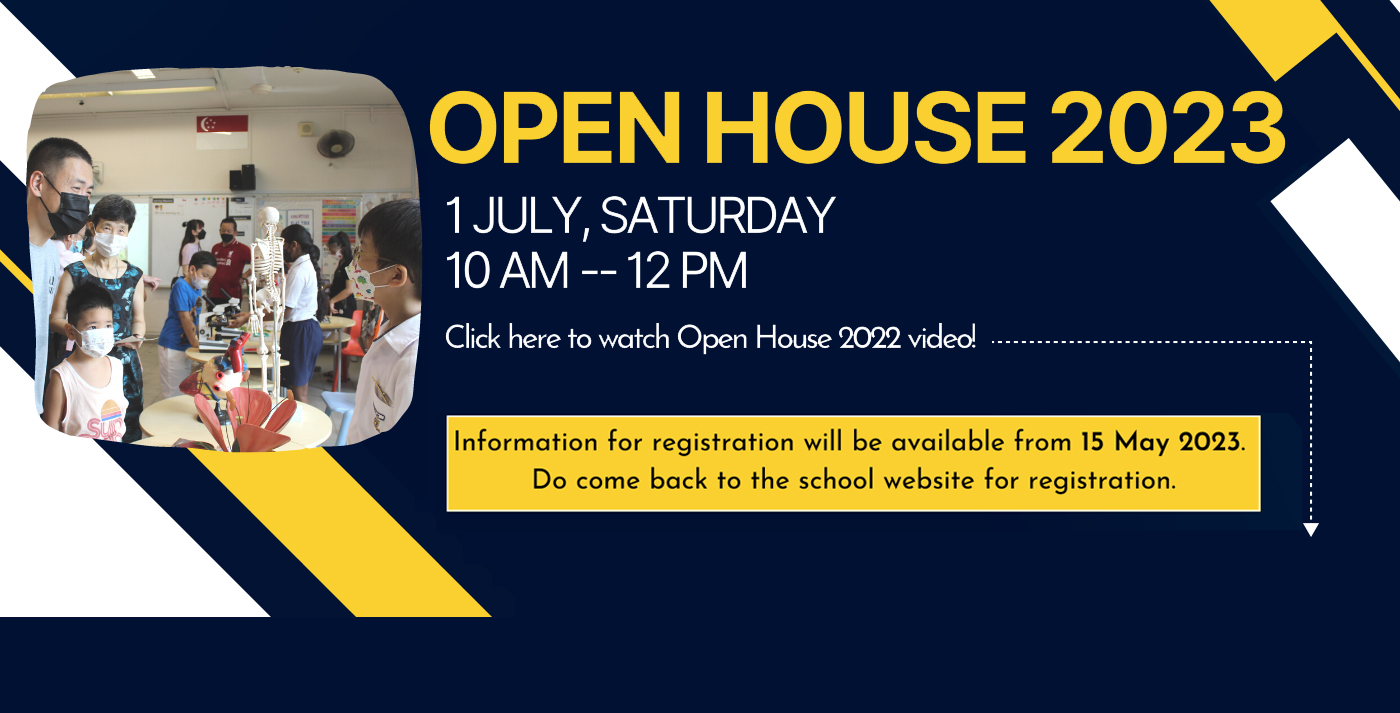 OPEN HOUSE 2023
1 JULY, SATURDAY
10 AM -- 12 PM
Click here to watch Open House 2022 video!
Information for registration will be available from 15 May 2023.
Do come back to the school website for registration.